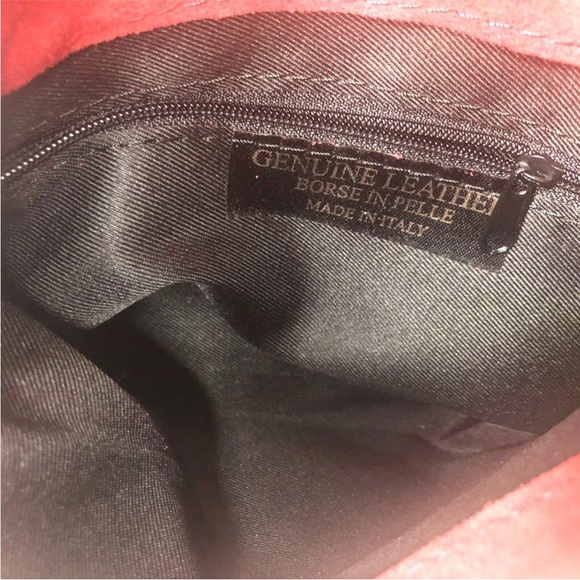 GENUINE LEATHER
BORSE IN PELLE
MADE IN ITALY